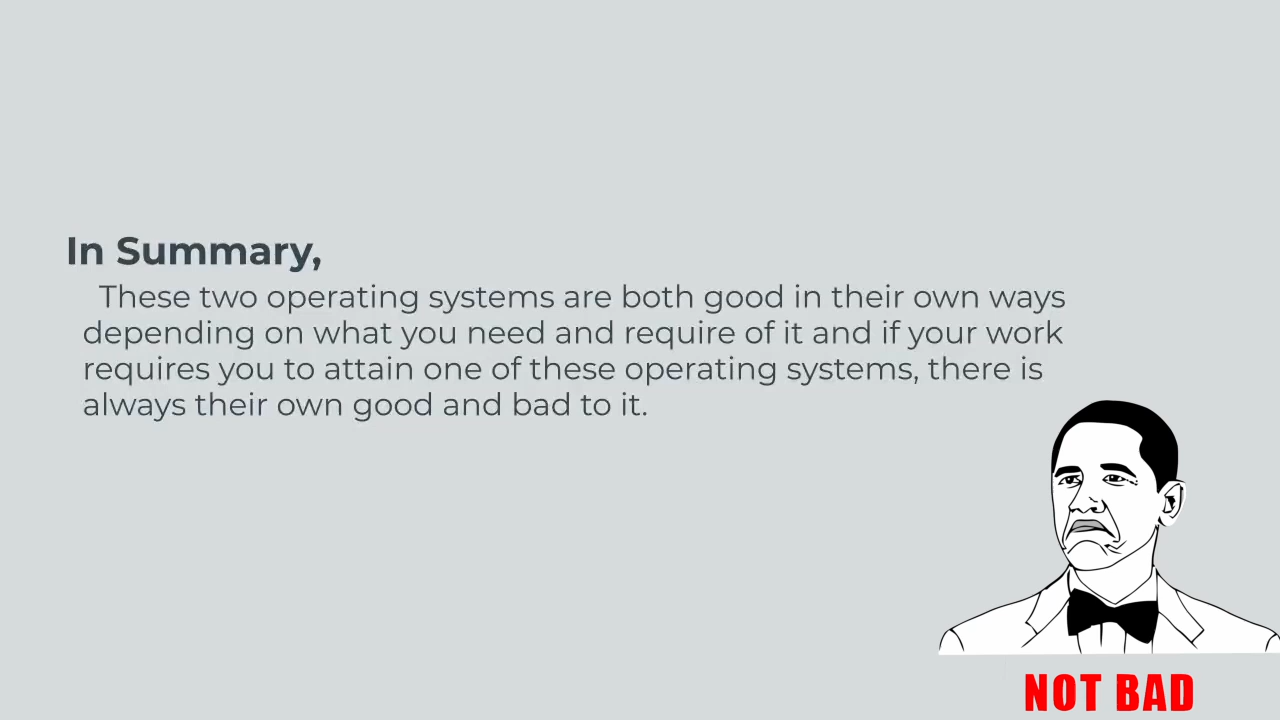 In Summary,
These two operating systems are both good in their own ways
depending on what you need and require of it and if your work
requires you to attain one of these operating systems, there is
always their own good and bad to it.
NOT BAD